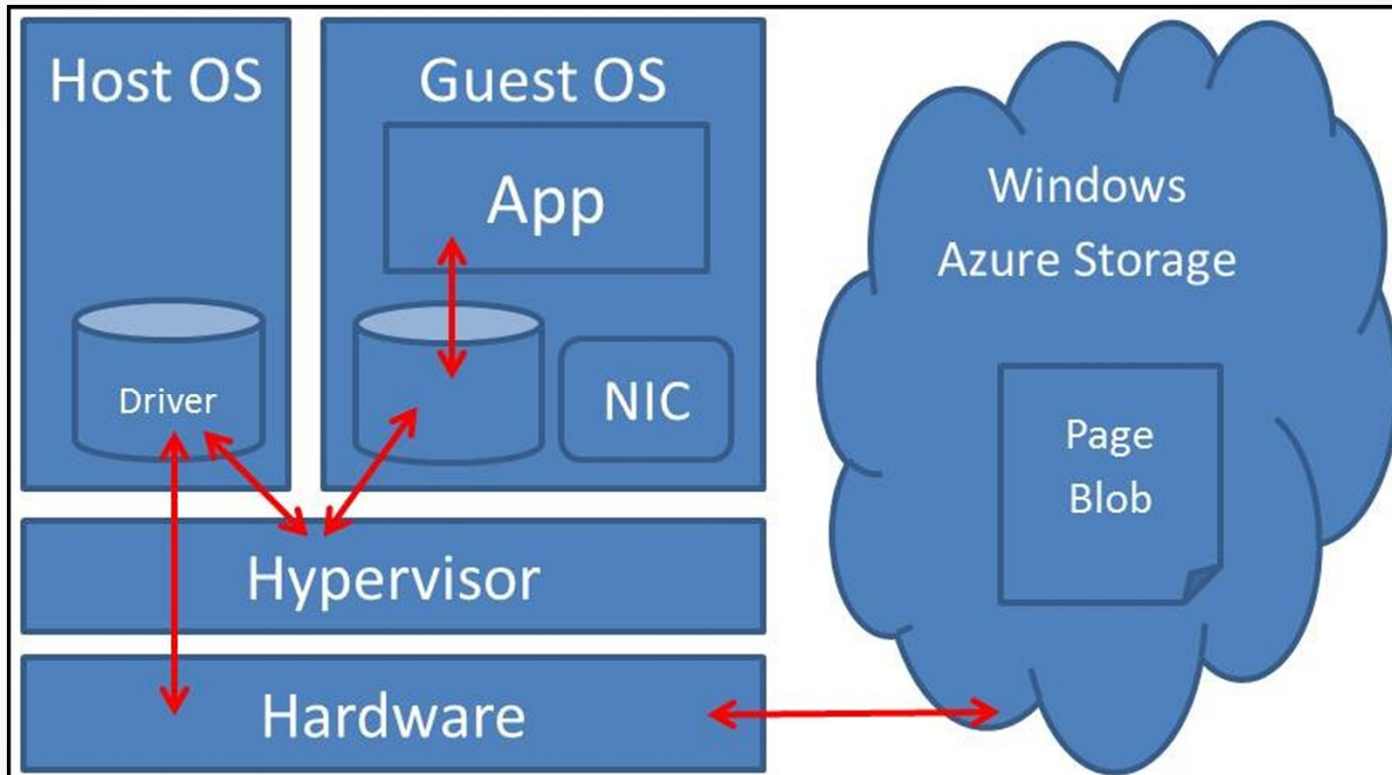 Host OS
Driver
Guest OS
App
NIC
Hypervisor
Hardware
Windows
Azure Storage
Page
Blob